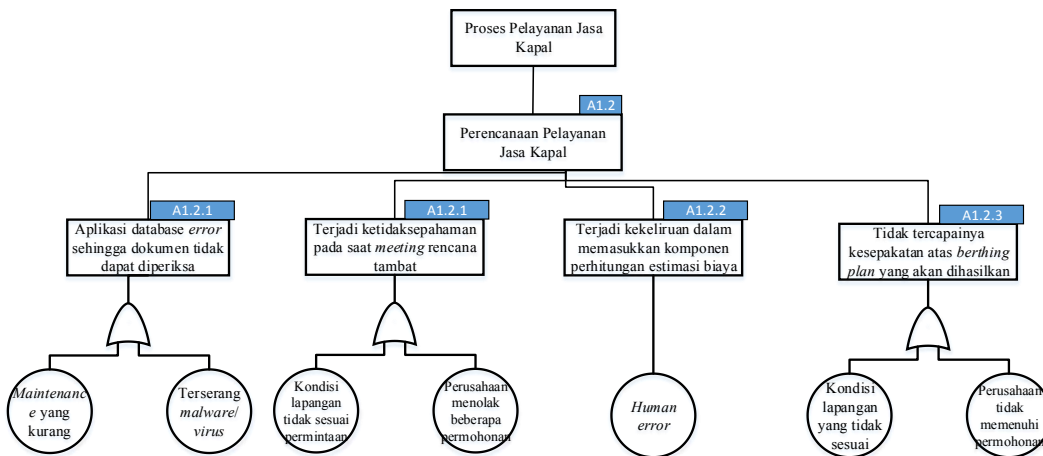 Proses Pelayanan Jasa
Kapal
A1.2
Perencanaan Pelayanan
Jasa Kapal
A1.2.1
Aplikasi database error
sehingga dokumen tidak
dapat diperiksa
A1.2.1
Terjadi ketidaksepahaman
pada saat meeting rencana
tambat
A1.2.2
Terjadi kekeliruan dalam
memasukkan komponen
perhitungan estimasi biaya
A1.2.3
Tidak tercapainya
kesepakatan atas berthing
plan yang akan dihasilkan
Maintenanc
e yang
kurang
Terserang
malware/
virus
Kondisi
lapangan
tidak sesuai
permintaan
Perusahaan
menolak
beberapa
permohonan
Human
error
Kondisi
lapangan
yang tidak
sesuai
Perusahaan
tidak
memenuhi
permohonan